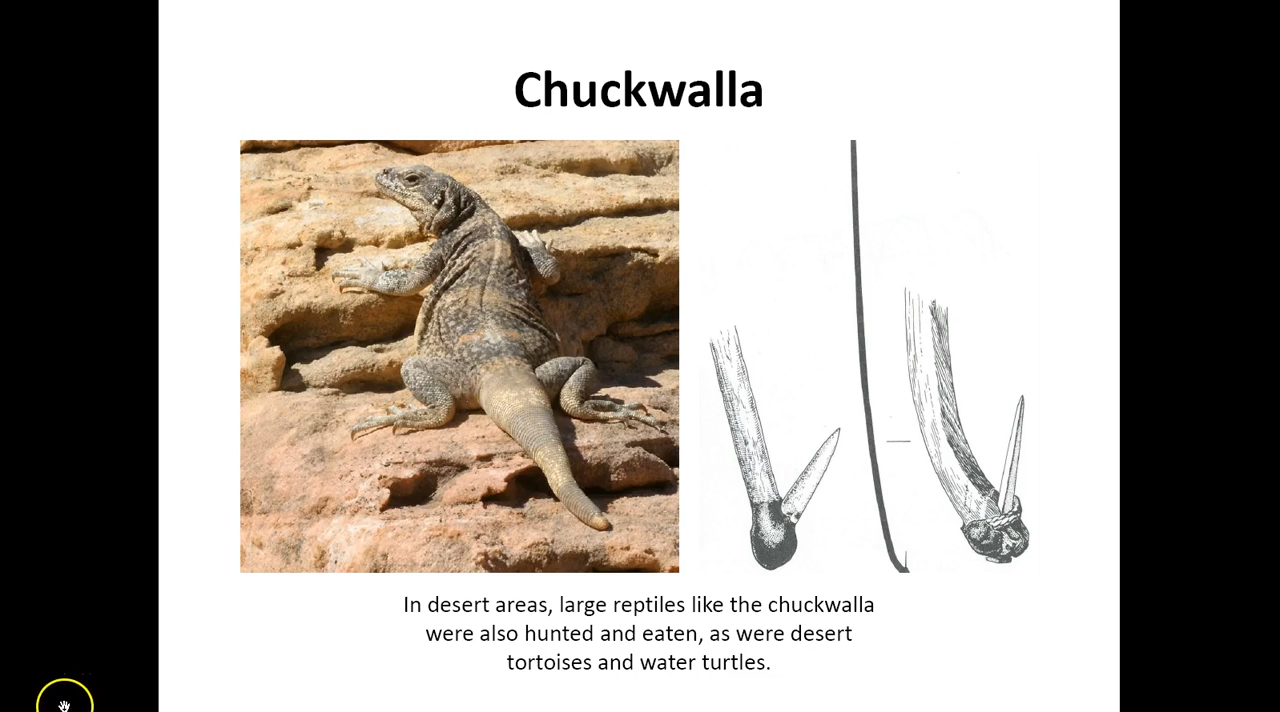 Chuckwalla
In desert areas, large reptiles like the chuckwalla
were also hunted and eaten, as were desert
tortoises and water turtles.